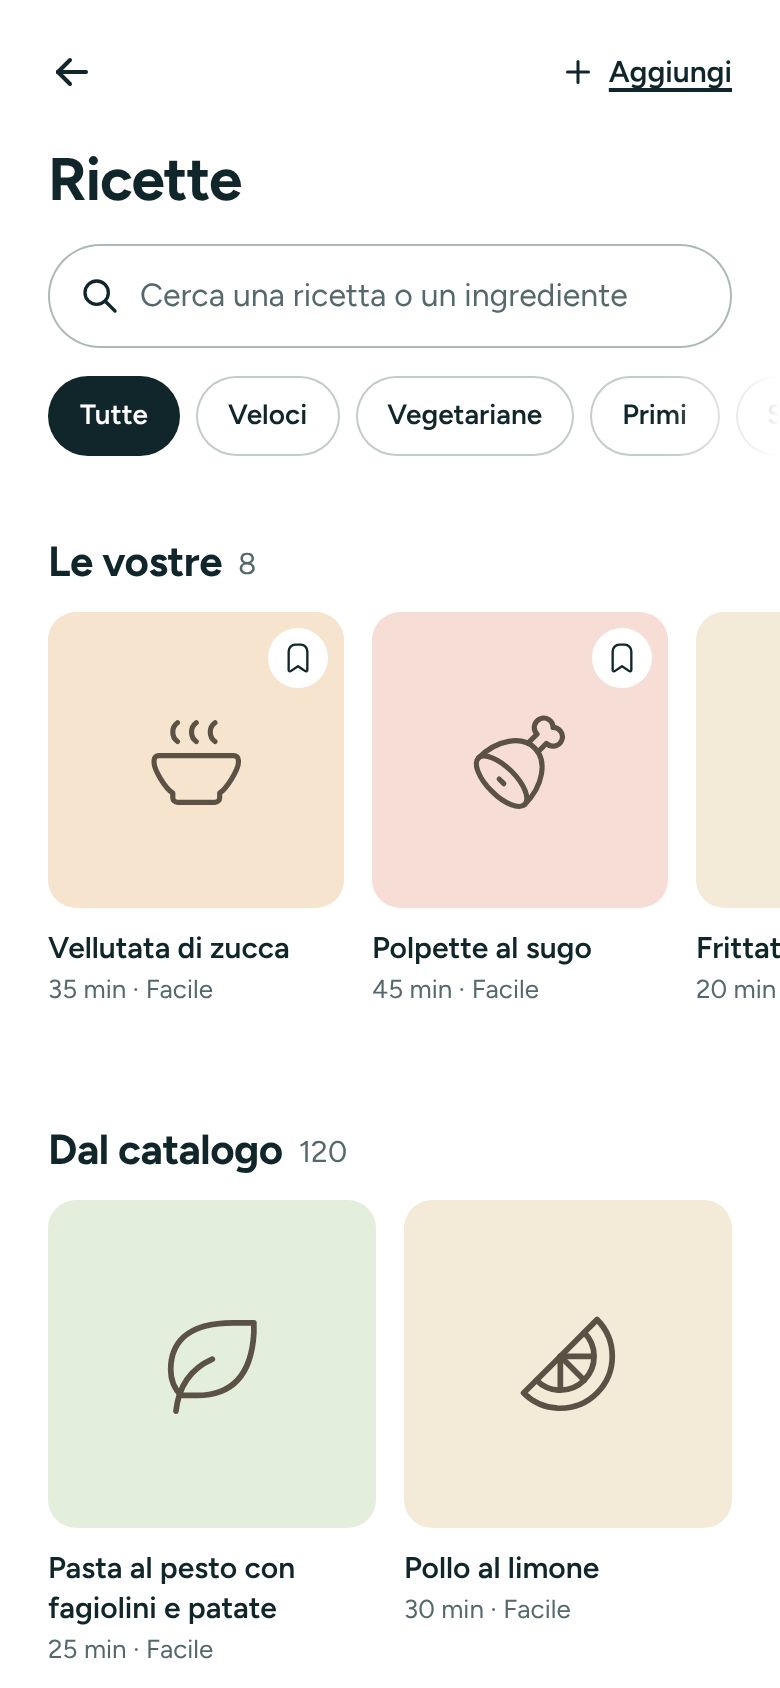 Aggiungi
Ricette
Cerca una ricetta o un ingrediente
Tutte
Veloci
Vegetariane
Primi
Le vostre 8
Vellutata di zucca
35 min · Facile
Polpette al sugo
45 min · Facile
Frittat
20 min
Dal catalogo 120
Pasta al pesto con
fagiolini e patate
25 min · Facile
Pollo al limone
30 min · Facile